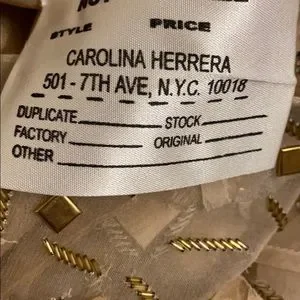 STYLE PRICE
CAROLINA HERRERA
501 - 7TH AVE, N.Y.C. 10018
DUPLICATE STOCK
FACTORY ORIGINAL
OTHER